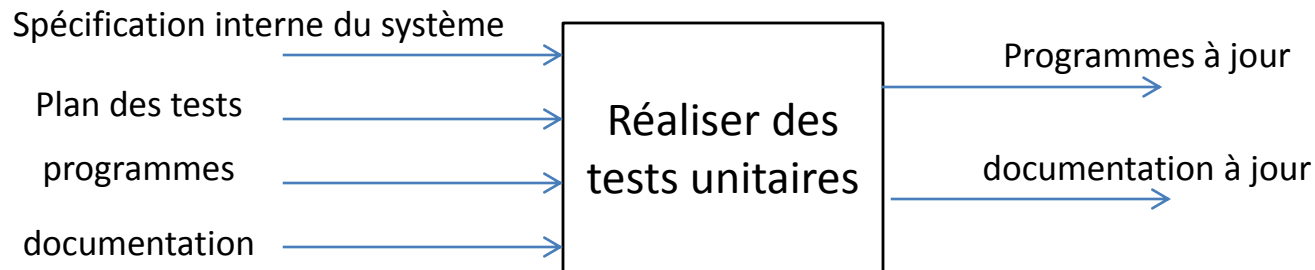 Spécification interne du système
Plan des tests
programmes
documentation
Réaliser des
tests unitaires
Programmes à jour
documentation à jour